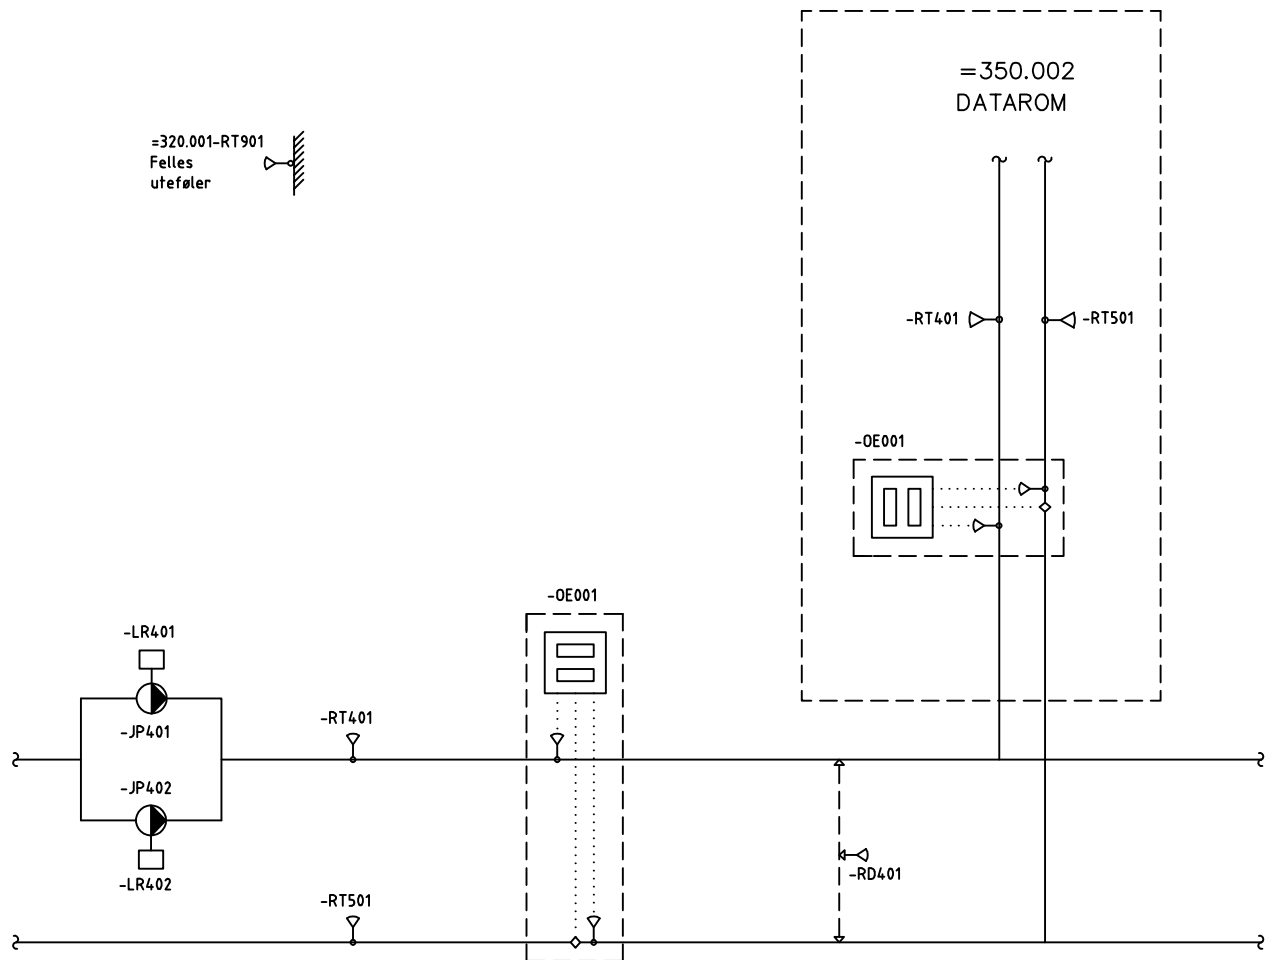 =350.002
DATAROM
=320.001-RT901
Felles
uteføler
-RT401
-RT501
-OE001
-OE001
-LR401
-RT401
-JP401
-JP402
-RD401
-LR402
-RT501